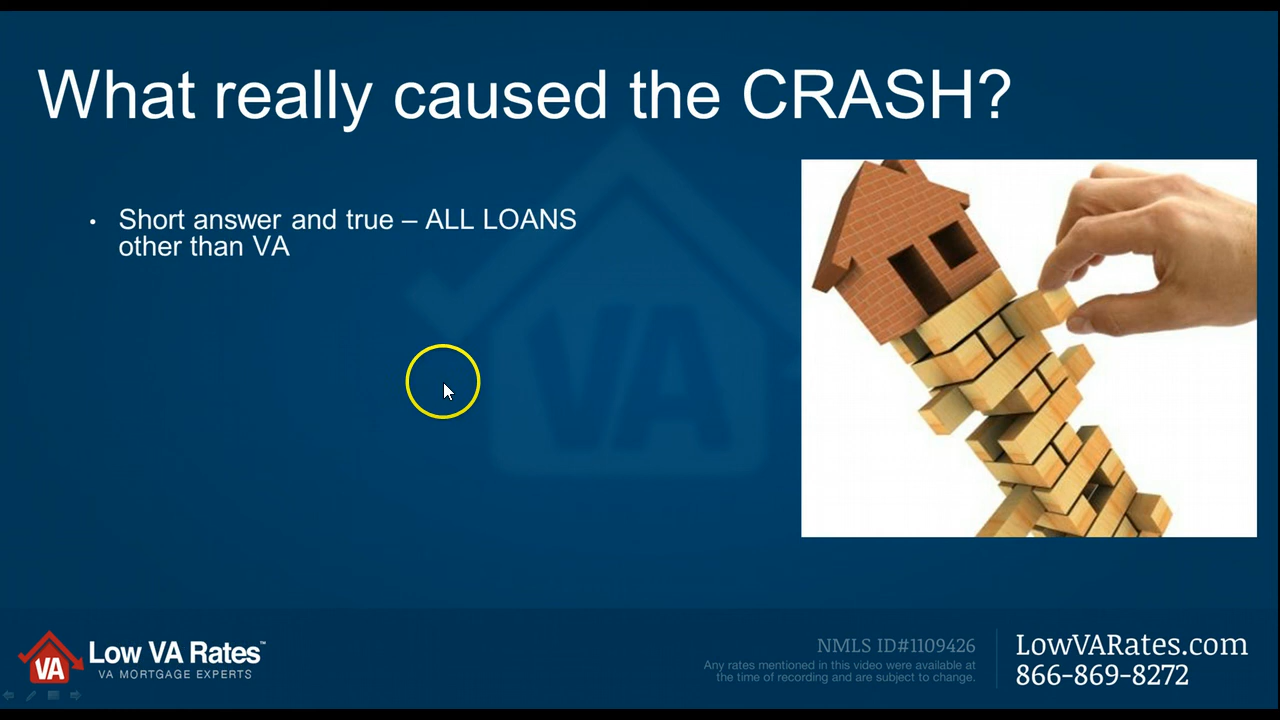 What really caused the CRASH?
• Short answer and true – ALL LOANS
other than VA
VA
VA
Low VA Rates™
VA MORTGAGE EXPERTS
NMLS ID#1109426
Any rates mentioned in this video were available at
the time of recording and are subject to change.
LowVARates.com
866-869-8272